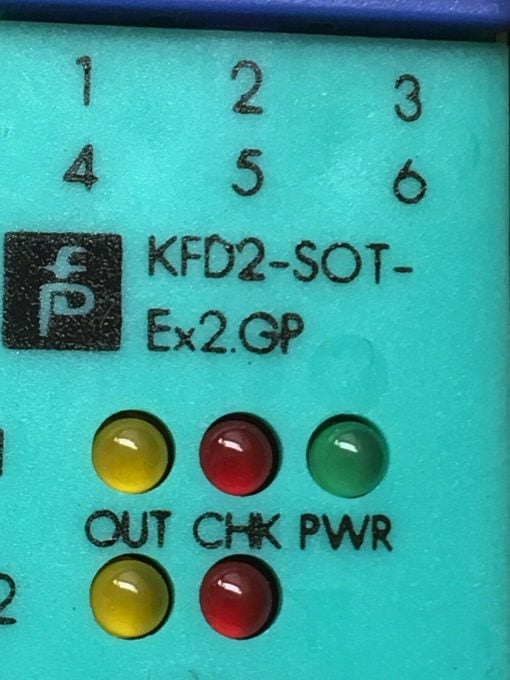 1 2 3
4 5 6
KFD2-SOT-
Ex2.GP
OUT CHK PWR
2